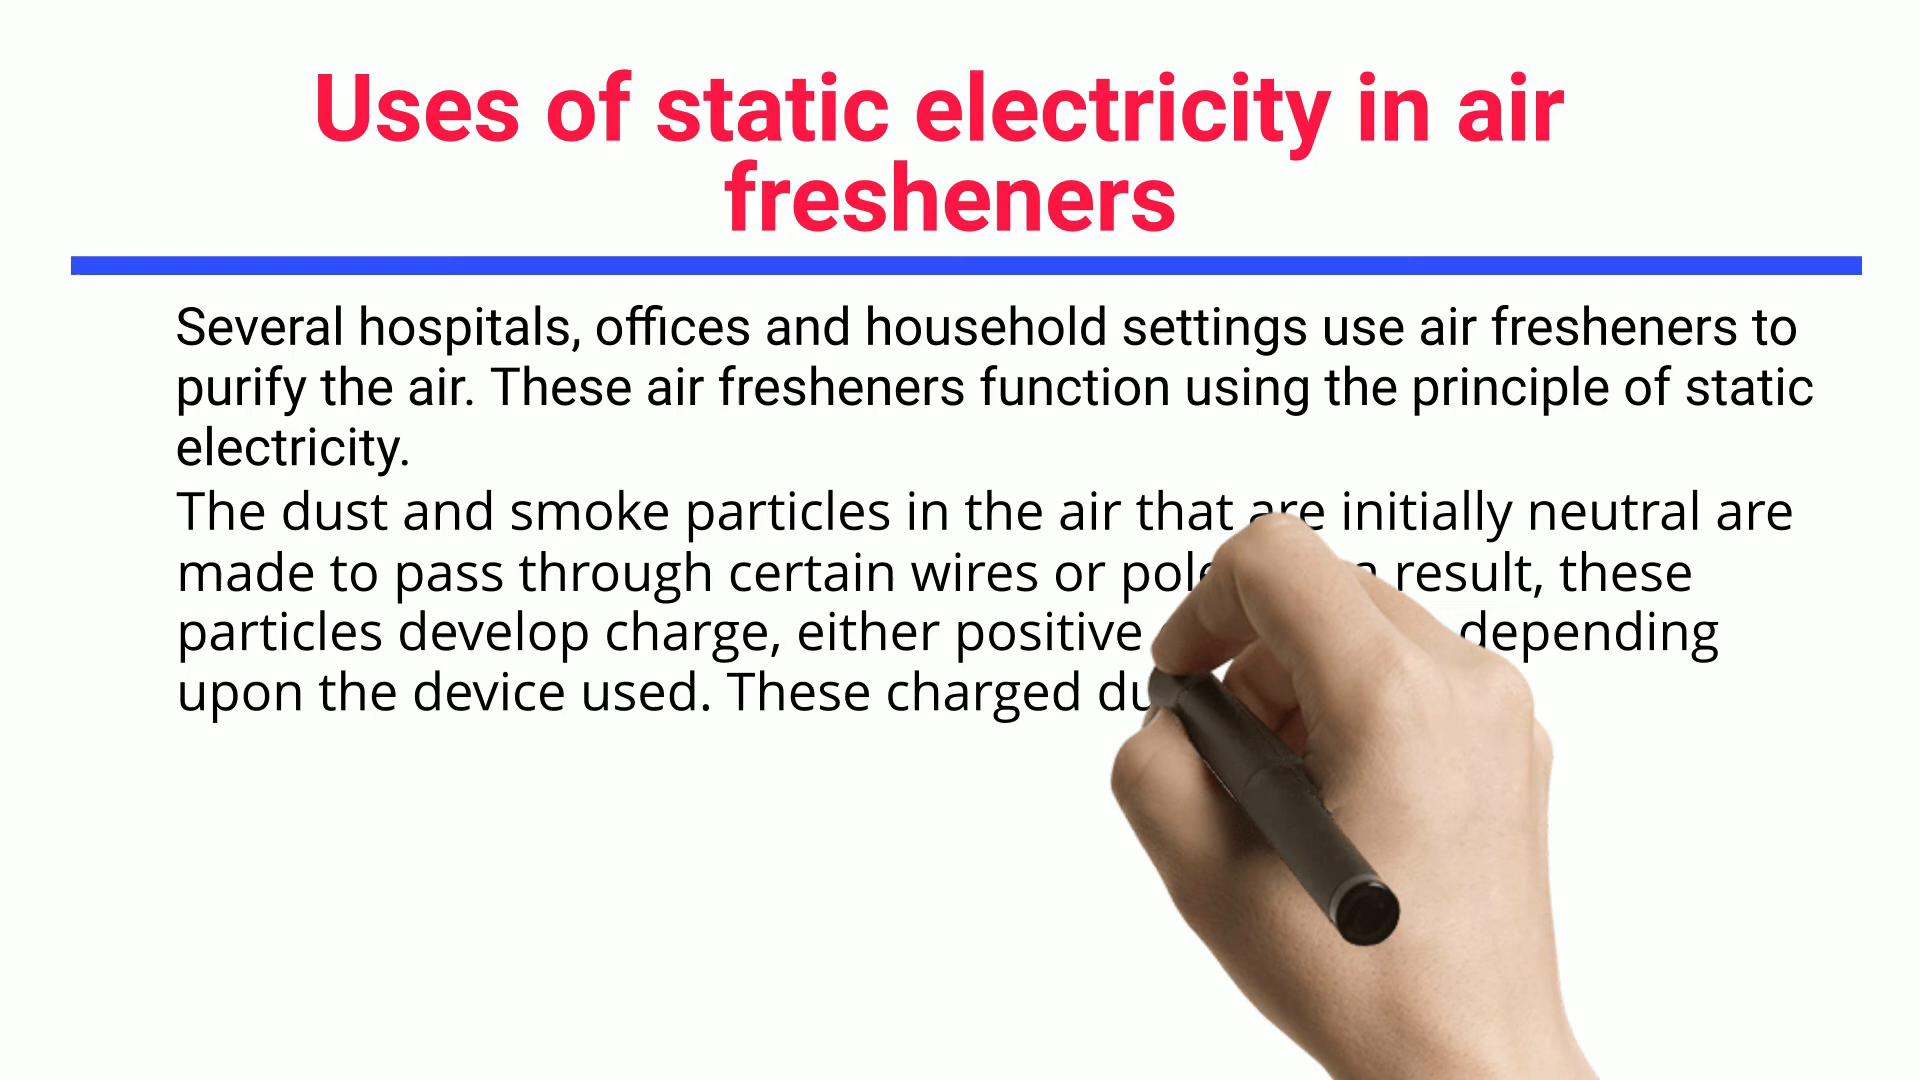 Uses of static electricity in air
fresheners
Several hospitals, offices and household settings use air fresheners to
purify the air. These air fresheners function using the principle of static
electricity.
The dust and smoke particles in the air that are initially neutral are
made to pass through certain wires or result, these
particles develop charge, either positive depending
upon the device used. These charged